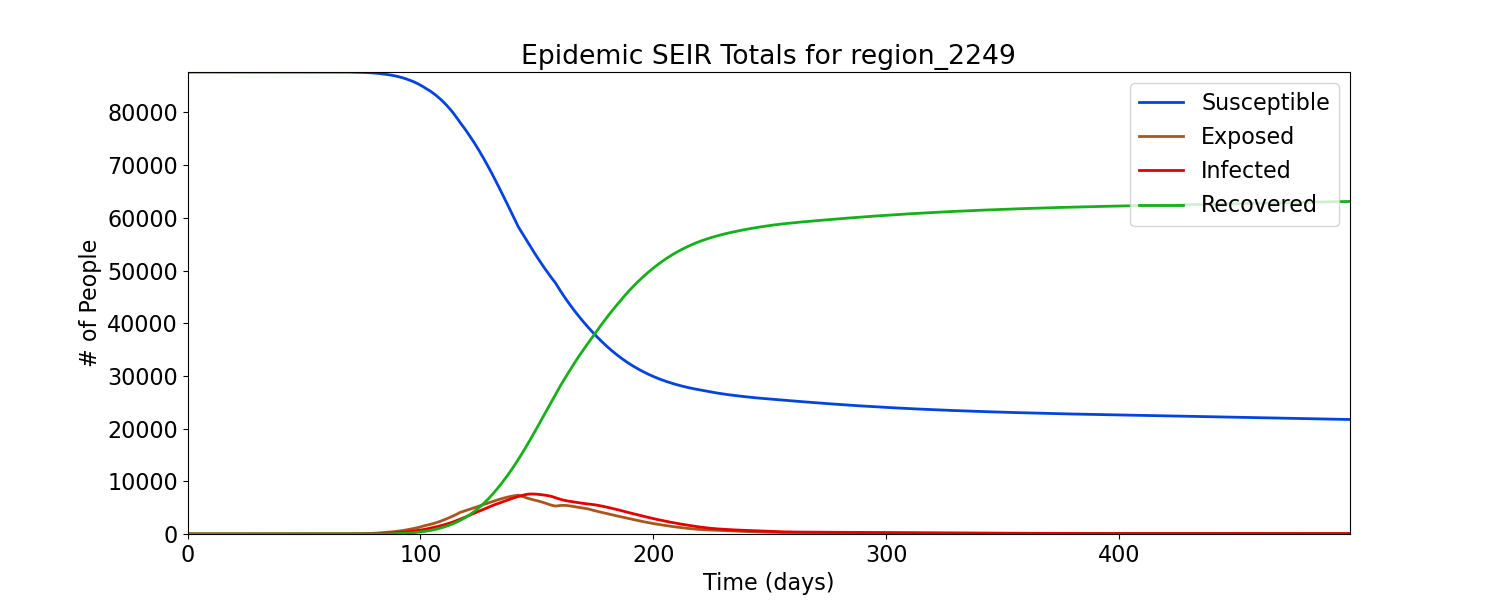 Epidemic SEIR Totals for region_2249
# of People
80000
70000
60000
50000
40000
30000
20000
10000
0
Susceptible
Exposed
Infected
Recovered
0 100 200 300 400
Time (days)